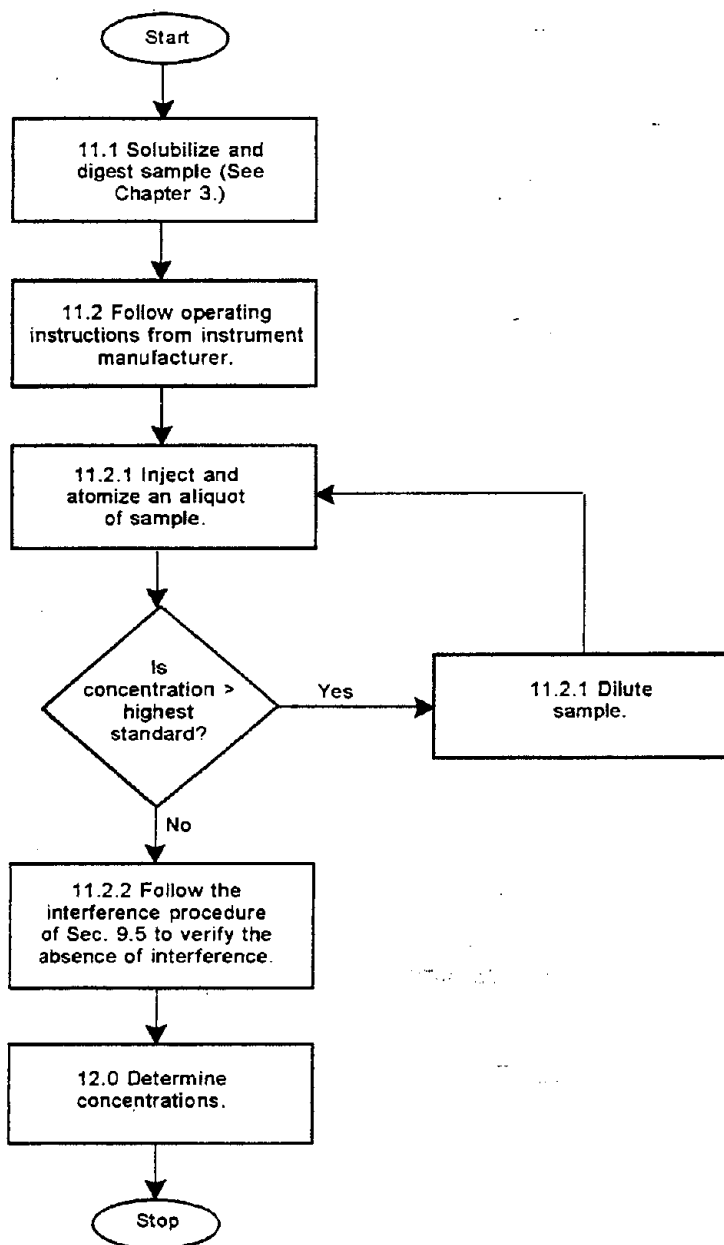 Start
11.1 Solubilize and
digest sample (See
Chapter 3.)
11.2 Follow operating
instructions from instrument
manufacturer.
11.2.1 Inject and
atomize an aliquot
of sample.
Is
concentration >
highest
standard?
Yes
11.2.1 Dilute
sample.
No
11.2.2 Follow the
interference procedure
of Sec. 9.5 to verify the
absence of interference.
12.0 Determine
concentrations.
Stop